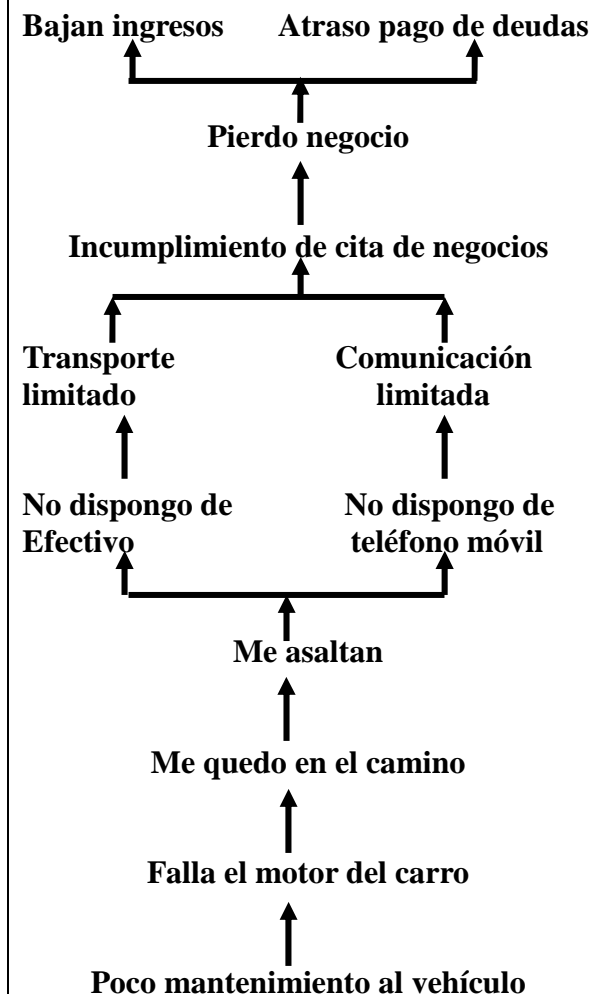 Bajan ingresos
Atraso pago de deudas
Pierdo negocio
Incumplimiento de cita de negocios
Transporte
limitado
Comunicación
limitada
No dispongo de
Efectivo
No dispongo de
teléfono móvil
Me asaltan
Me quedo en el camino
Falla el motor del carro
Poco mantenimiento al vehículo